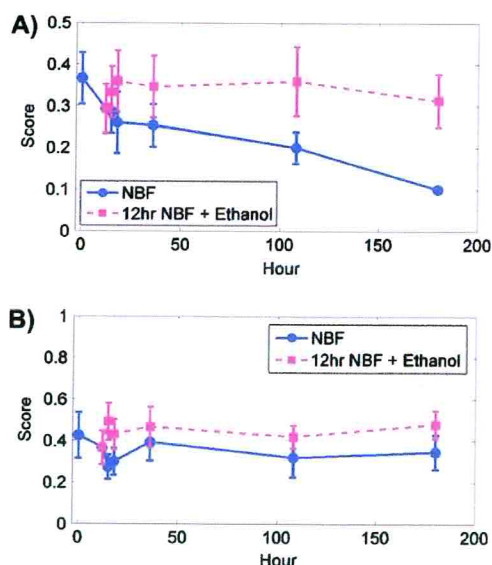 A)
0.5
0.4
0.3
0.2
0.1
0
Score
NBF
12hr NBF + Ethanol
0 50 100 150 200
Hour
B)
1
0.8
0.6
0.4
0.2
0
Score
NBF
12hr NBF + Ethanol
0 50 100 150 200
Hour